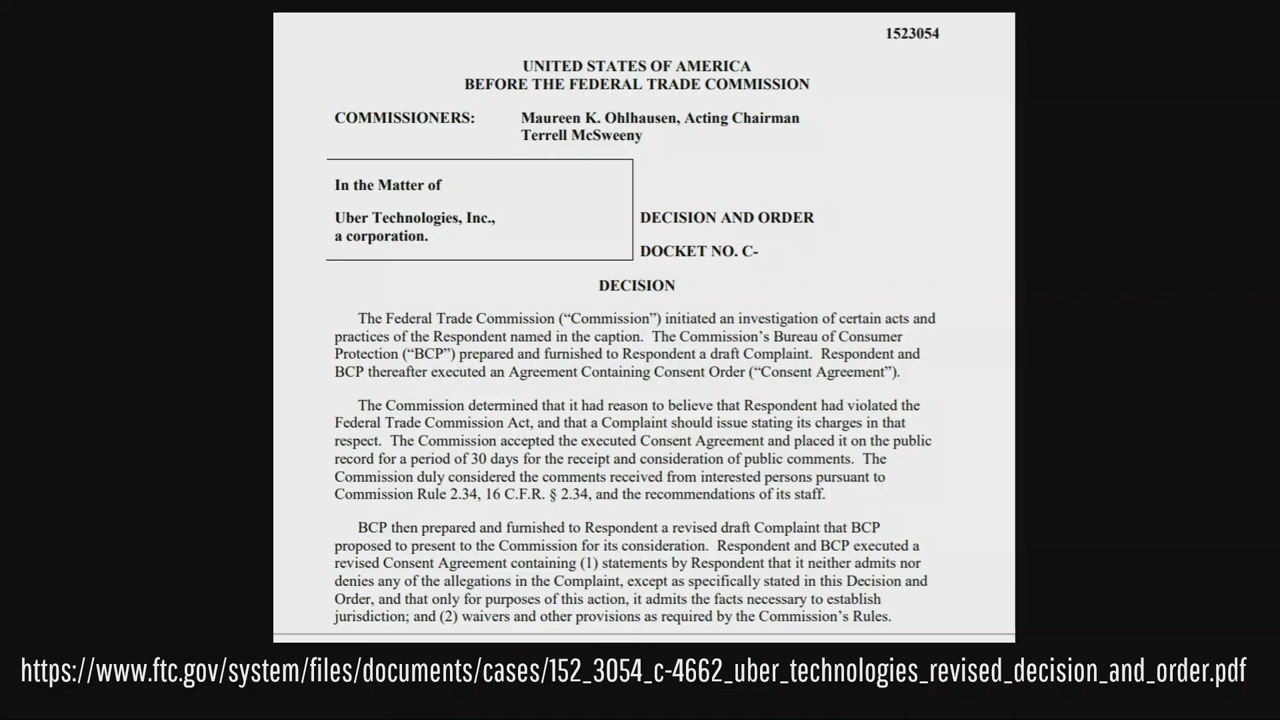 1523054
UNITED STATES OF AMERICA
BEFORE THE FEDERAL TRADE COMMISSION
COMMISSIONERS: Maureen K. Ohlhausen, Acting Chairman
Terrell McSweeny
In the Matter of
Uber Technologies, Inc.,
a corporation.
DECISION AND ORDER
DOCKET NO. C-
DECISION
The Federal Trade Commission (“Commission”) initiated an investigation of certain acts and
practices of the Respondent named in the caption. The Commission’s Bureau of Consumer
Protection (“BCP”) prepared and furnished to Respondent a draft Complaint. Respondent and
BCP thereafter executed an Agreement Containing Consent Order (“Consent Agreement”).
The Commission determined that it had reason to believe that Respondent had violated the
Federal Trade Commission Act, and that a Complaint should issue stating its charges in that
respect. The Commission accepted the executed Consent Agreement and placed it on the public
record for a period of 30 days for the receipt and consideration of public comments. The
Commission duly considered the comments received from interested persons pursuant to
Commission Rule 2.34, 16 C.F.R. § 2.34, and the recommendations of its staff.
BCP then prepared and furnished to Respondent a revised draft Complaint that BCP
proposed to present to the Commission for its consideration. Respondent and BCP executed a
revised Consent Agreement containing (1) statements by Respondent that it neither admits nor
denies any of the allegations in the Complaint, except as specifically stated in this Decision and
Order, and that only for purposes of this action, it admits the facts necessary to establish
jurisdiction; and (2) waivers and other provisions as required by the Commission’s Rules.
https://www.ftc.gov/system/files/documents/cases/152_3054_c-4662_uber_technologies_revised_decision_and_order.pdf